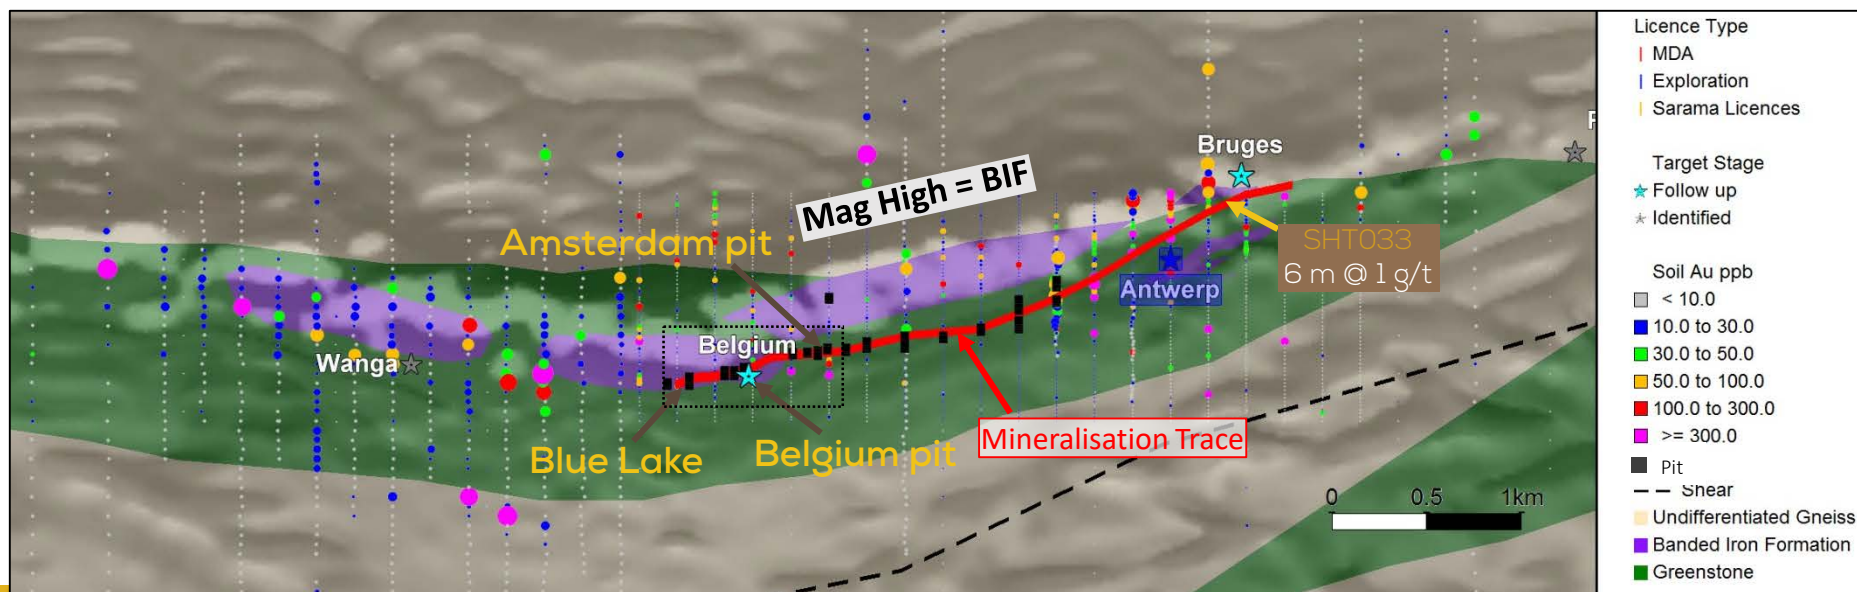 Bruges
F
Mag High = BIF
Amsterdam pit
SHT033
6 m @ 1 g/t
Antwerp
Belgium
Wanga
Mineralisation Trace
Blue Lake
Belgium pit
0 0.5 1km
Licence Type
MDA
Exploration
Sarama Licences
Target Stage
Follow up
Identified
Soil Au ppb
< 10.0
10.0 to 30.0
30.0 to 50.0
50.0 to 100.0
100.0 to 300.0
>= 300.0
Pit
Shear
Undifferentiated Gneiss
Banded Iron Formation
Greenstone